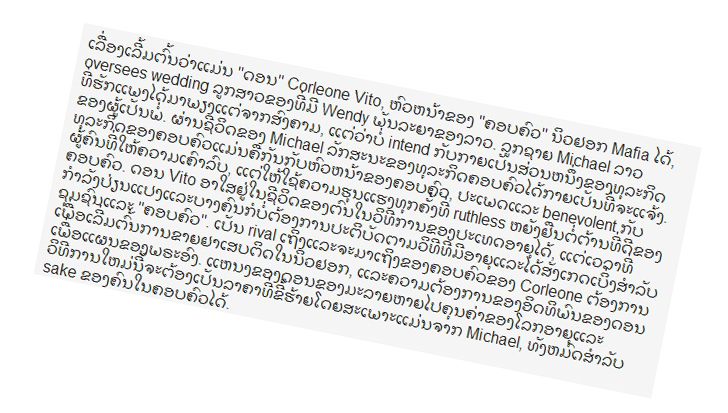 ເລື່ອງເລີ້ມຕົ້ນວ່າແມ່ນ "ດອນ" Corleone Vito, ຫົວຫນ້າຂອງ "ຄອບຄົວ" ນິວຢອກ Mafia ໄດ້,
oversees wedding ລູກສາວຂອງທີ່ມີ Wendy ພັນລະຍາຂອງລາວ. ລູກຊາຍ Michael ລາວ
ທີ່ຮັກແພງໄດ້ມາພຽງແຕ່ຈາກສົງຄາມ, ແຕ່ວ່າບໍ່ intend ກັບກາຍເປັນສ່ວນຫນຶ່ງຂອງທຸລະກິດ
ຂອງຜູ້ເປັນພໍ່. ຜ່ານຊີວິດຂອງ Michael ລັກສະນະຂອງທຸລະກິດຄອບຄົວໄດ້ກາຍເປັນທີ່ຈະແຈ້ງ.
ທຸລະກິດຂອງຄອບຄົວແມ່ນຄືກັນກັບຫົວຫນ້າຂອງຄອບຄົວ, ປະເພດແລະ benevolent ກັບ
ຜູ້ຄົນທີ່ໃຫ້ຄວາມເຄົາລົບ, ແຕ່ໃຫ້ໃຊ້ຄວາມຮຸນແຮງທຸກຄັ້ງທີ່ ruthless ຫຍັງຢືນຕໍ່ຕ້ານທີ່ດີຂອງ
ຄອບຄົວ. ດອນ Vito ອາໃສຢູ່ໃນຊີວິດຂອງຕົນໃນວິທີການຂອງປະເທດອາຍຸໄດ້, ແຕ່ເວລາທີ່
ກຳລັງປ່ຽນແປງແລະບາງຄົນກໍ່ບໍ່ຕ້ອງການປະຕິບັດຕາມວິທີທີ່ມີອາຍຸແລະໄດ້ສັງເກດເບິ່ງສຳລັບ
ຊຸມຊົນແລະ "ຄອບຄົວ". ເປັນ rival ເຖິງແລະຈະມາເຖິງຂອງຄອບຄົວຂອງ Corleone ຕ້ອງການ
ເພື່ອເລີ່ມຕົ້ນການຂາຍຢາເສບຕິດໃນນິວຢອກ, ແລະຄວາມຕ້ອງການຂອງອິດທິພົນຂອງດອນ
ເພື່ອແຜນຂອງພຣະອົງ. ແຫນງຂອງດອນຂອງມະລາຍຫາຍໄປຄຸນຄ່າຂອງໂລກອາຍຸແລະ
ວິທີການໃຫມ່ນີ້ຈະຕ້ອງເປັນລາຄາທີ່ຂີ້ຮ້າຍໂດຍສະເພາະແມ່ນຈາກ Michael, ທັງຫມົດສຳລັບ
sake ຂອງຄົນໃນຄອບຄົວໄດ້.